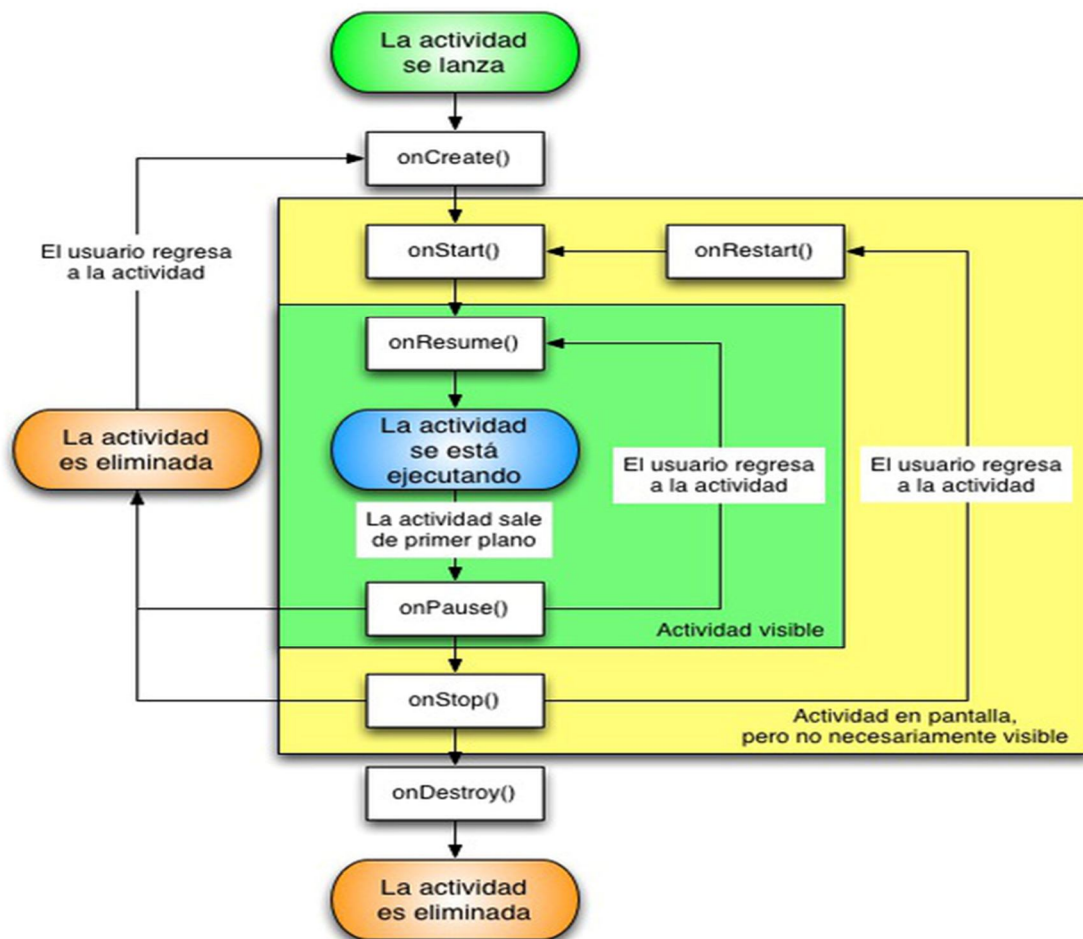 La actividad
se lanza
onCreate()
El usuario regresa
a la actividad
onStart()
onRestart()
onResume()
La actividad
es eliminada
La actividad
se está
ejecutando
El usuario regresa
a la actividad
El usuario regresa
a la actividad
La actividad sale
de primer plano
onPause()
Actividad visible
onStop()
Actividad en pantalla,
pero no necesariamente visible
onDestroy()
La actividad
es eliminada